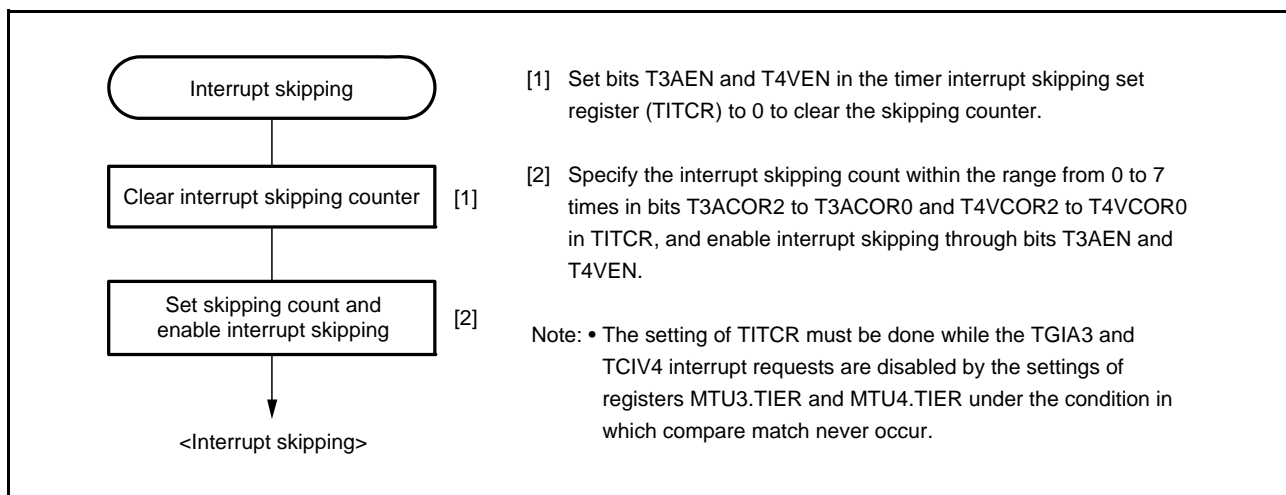 Interrupt skipping
Clear interrupt skipping counter
[1]
Set skipping count and
enable interrupt skipping
[2]
<Interrupt skipping>
[1] Set bits T3AEN and T4VEN in the timer interrupt skipping set
register (TITCR) to 0 to clear the skipping counter.
[2] Specify the interrupt skipping count within the range from 0 to 7
times in bits T3ACOR2 to T3ACOR0 and T4VCOR2 to T4VCOR0
in TITCR, and enable interrupt skipping through bits T3AEN and
T4VEN.
Note: • The setting of TITCR must be done while the TGIA3 and
TCIV4 interrupt requests are disabled by the settings of
registers MTU3.TIER and MTU4.TIER under the condition in
which compare match never occur.